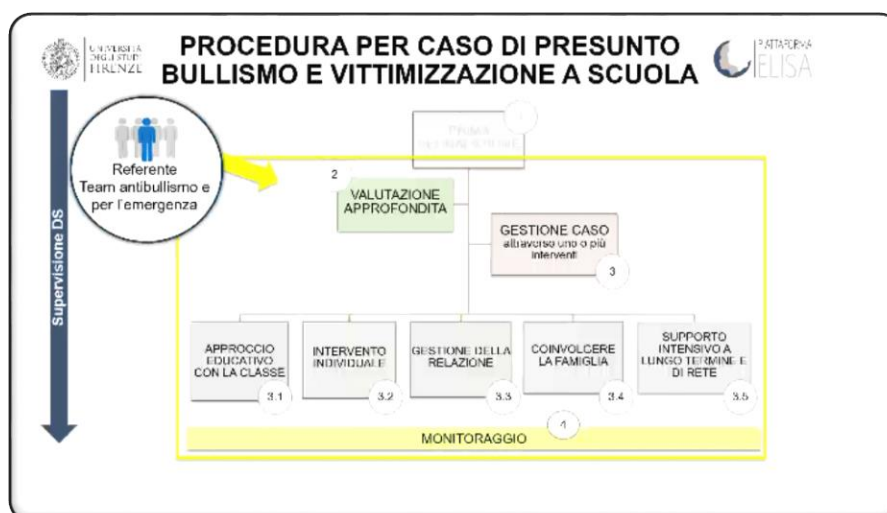 UNIVERSITÀ
DEGLI STUDI
FIRENZE
PROCEDURA PER CASO DI PRESUNTO
BULLISMO E VITTIMIZZAZIONE A SCUOLA
PIATTAFORMA
ELISA
Supervisione DS
Referente
Team antibullismo e
per l'emergenza
1
PRIMA
SEGNALAZIONE
2
VALUTAZIONE
APPROFONDITA
GESTIONE CASO
attraverso uno o più
interventi
3
APPROCCIO
EDUCATIVO
CON LA CLASSE
3.1
INTERVENTO
INDIVIDUALE
3.2
GESTIONE DELLA
RELAZIONE
3.3
COINVOLGERE
LA FAMIGLIA
3.4
SUPPORTO
INTENSIVO A
LUNGO TERMINE E
DI RETE
3.5
4
MONITORAGGIO